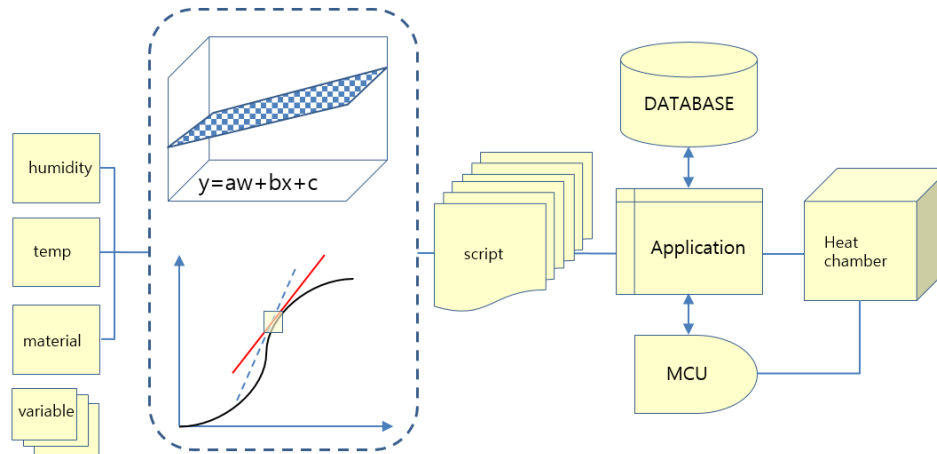 humidity
temp
material
variable
y=aw+bx+c
script
DATABASE
Application
MCU
Heat
chamber